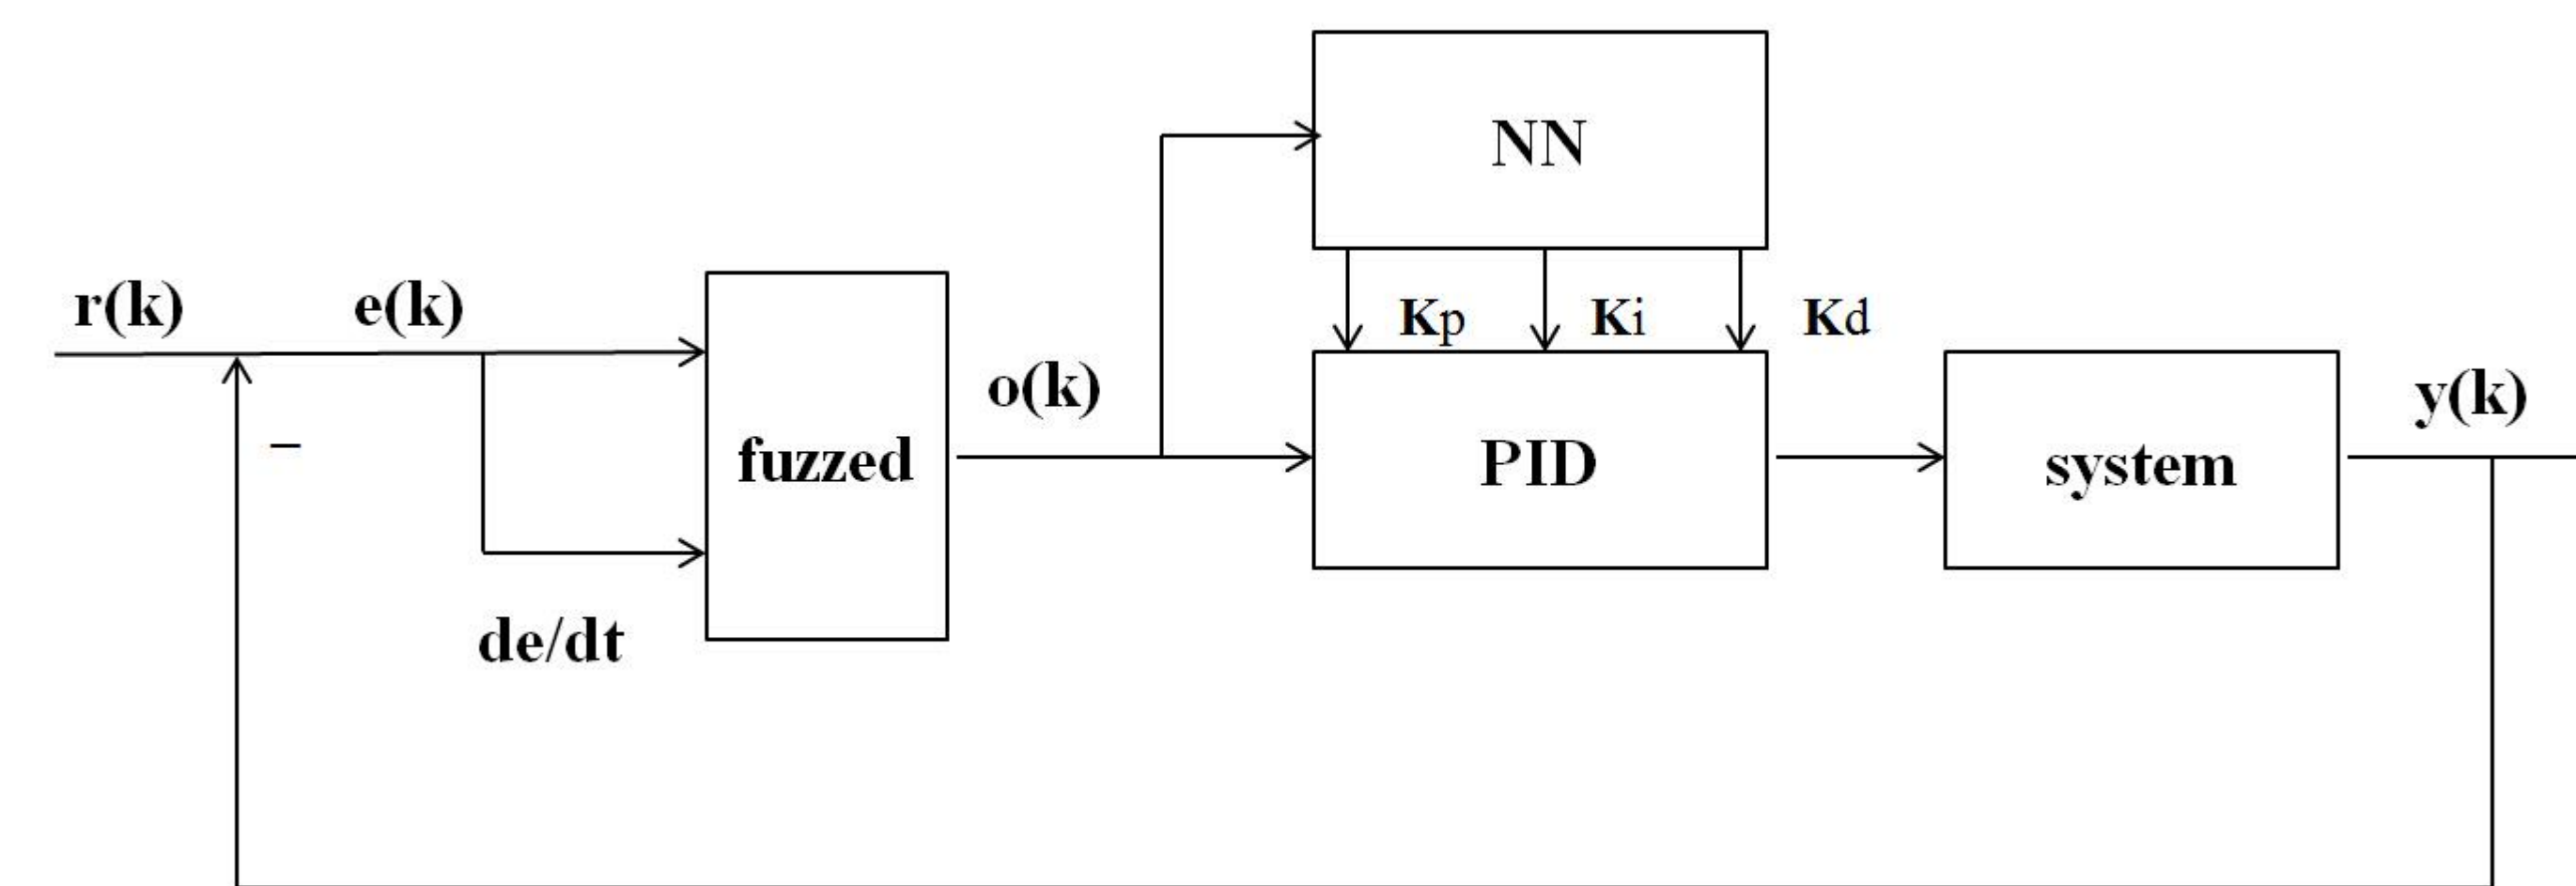 NN
r(k)
e(k)
Kp
Ki
Kd
o(k)
y(k)
–
fuzzed
PID
system
de/dt